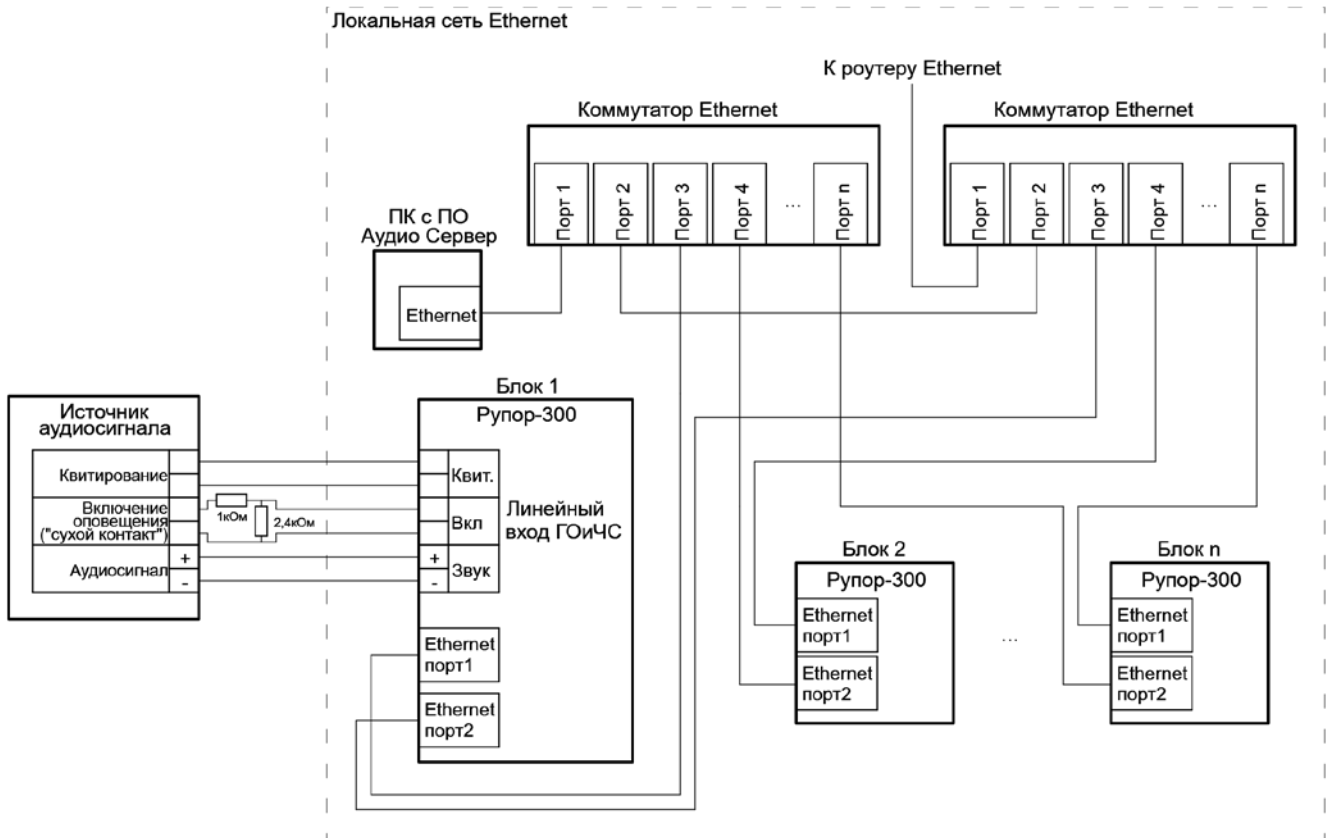 Локальная сеть Ethernet
К роутеру Ethernet
Коммутатор Ethernet
Порт 1
Порт 2
Порт 3
Порт 4
...
Порт n
Коммутатор Ethernet
Порт 1
Порт 2
Порт 3
Порт 4
...
Порт n
ПК с ПО
Аудио Сервер
Ethernet
Источник
аудиосигнала
Квитирование
Включение
оповещения
("сухой контакт")
Аудиосигнал
+
-
1кОм
2,4кОм
Блок 1
Рупор-300
Квит.
Вкл
+
-
Звук
Линейный
вход ГОиЧС
Ethernet
порт1
Ethernet
порт2
Блок 2
Рупор-300
Ethernet
порт1
Ethernet
порт2
...
Блок n
Рупор-300
Ethernet
порт1
Ethernet
порт2